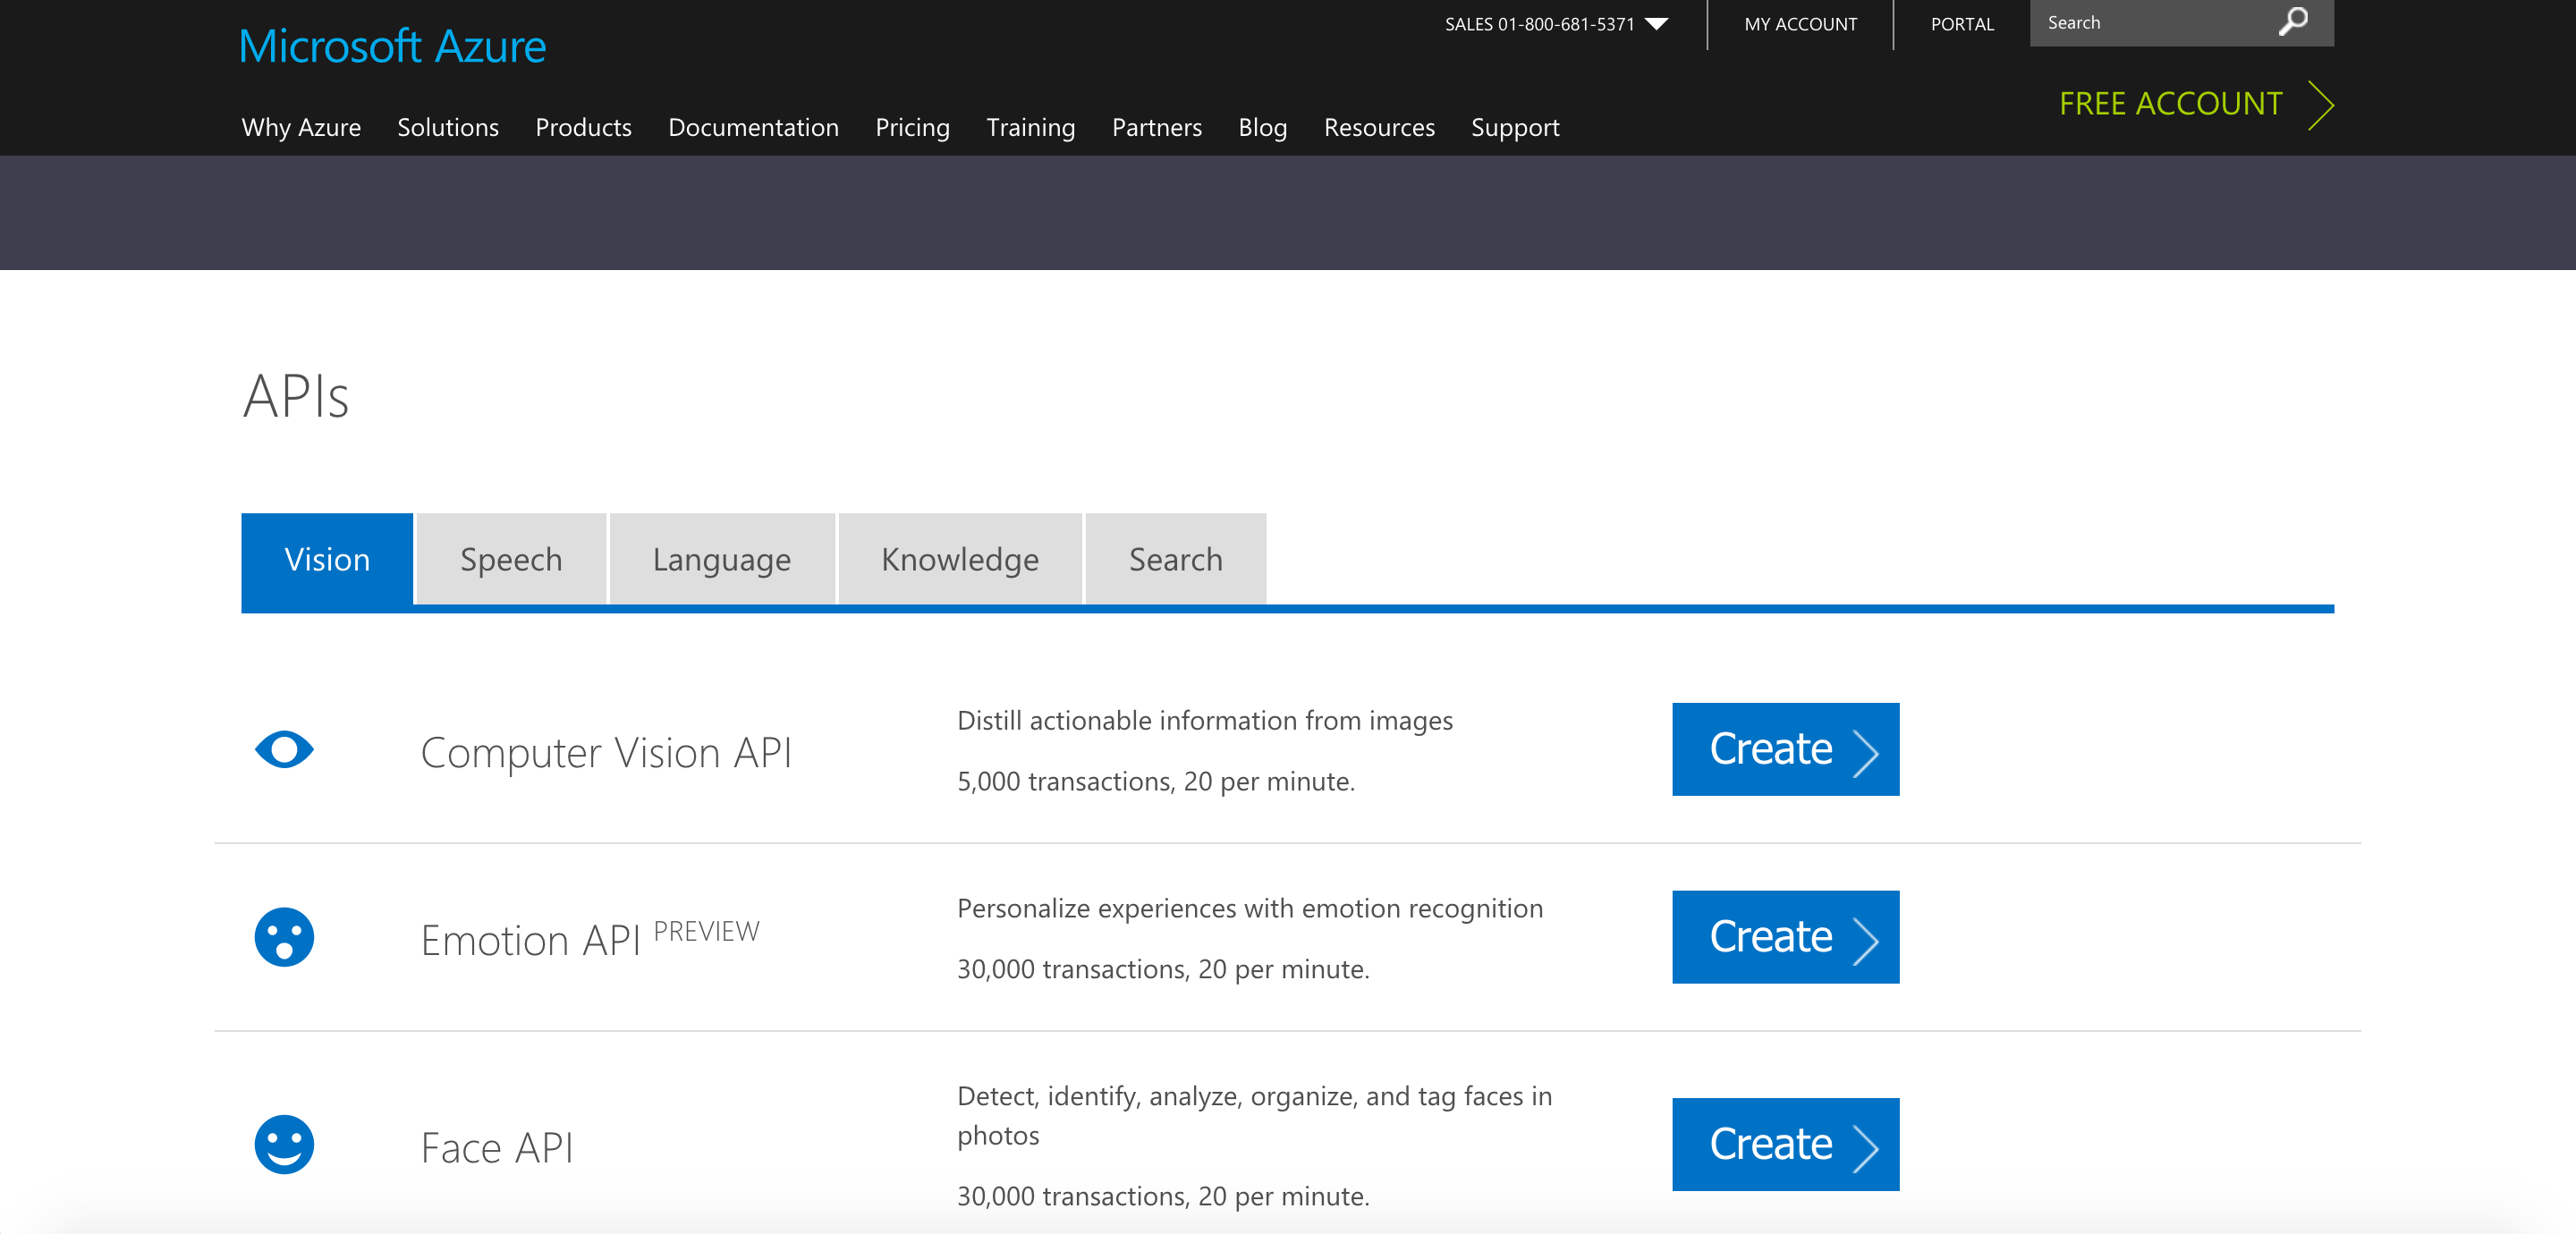 Microsoft Azure
SALES 01-800-681-5371
MY ACCOUNT
PORTAL
Search
FREE ACCOUNT
Why Azure Solutions Products Documentation Pricing Training Partners Blog Resources Support
APIs
Vision Speech Language Knowledge Search
Computer Vision API
Distill actionable information from images
5,000 transactions, 20 per minute.
Create
Emotion API PREVIEW
Personalize experiences with emotion recognition
30,000 transactions, 20 per minute.
Create
Face API
Detect, identify, analyze, organize, and tag faces in
photos
30,000 transactions, 20 per minute.
Create